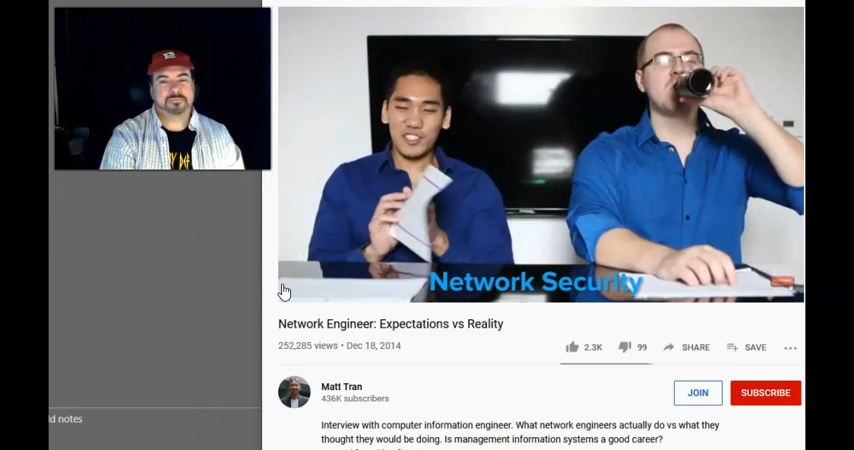 Network Security
Network Engineer: Expectations vs Reality
252,285 views • Dec 18, 2014
2.3K 99 SHARE SAVE
Matt Tran
436K subscribers
JOIN SUBSCRIBE
Interview with computer information engineer. What network engineers actually do vs what they
thought they would be doing. Is management information systems a good career?
d notes